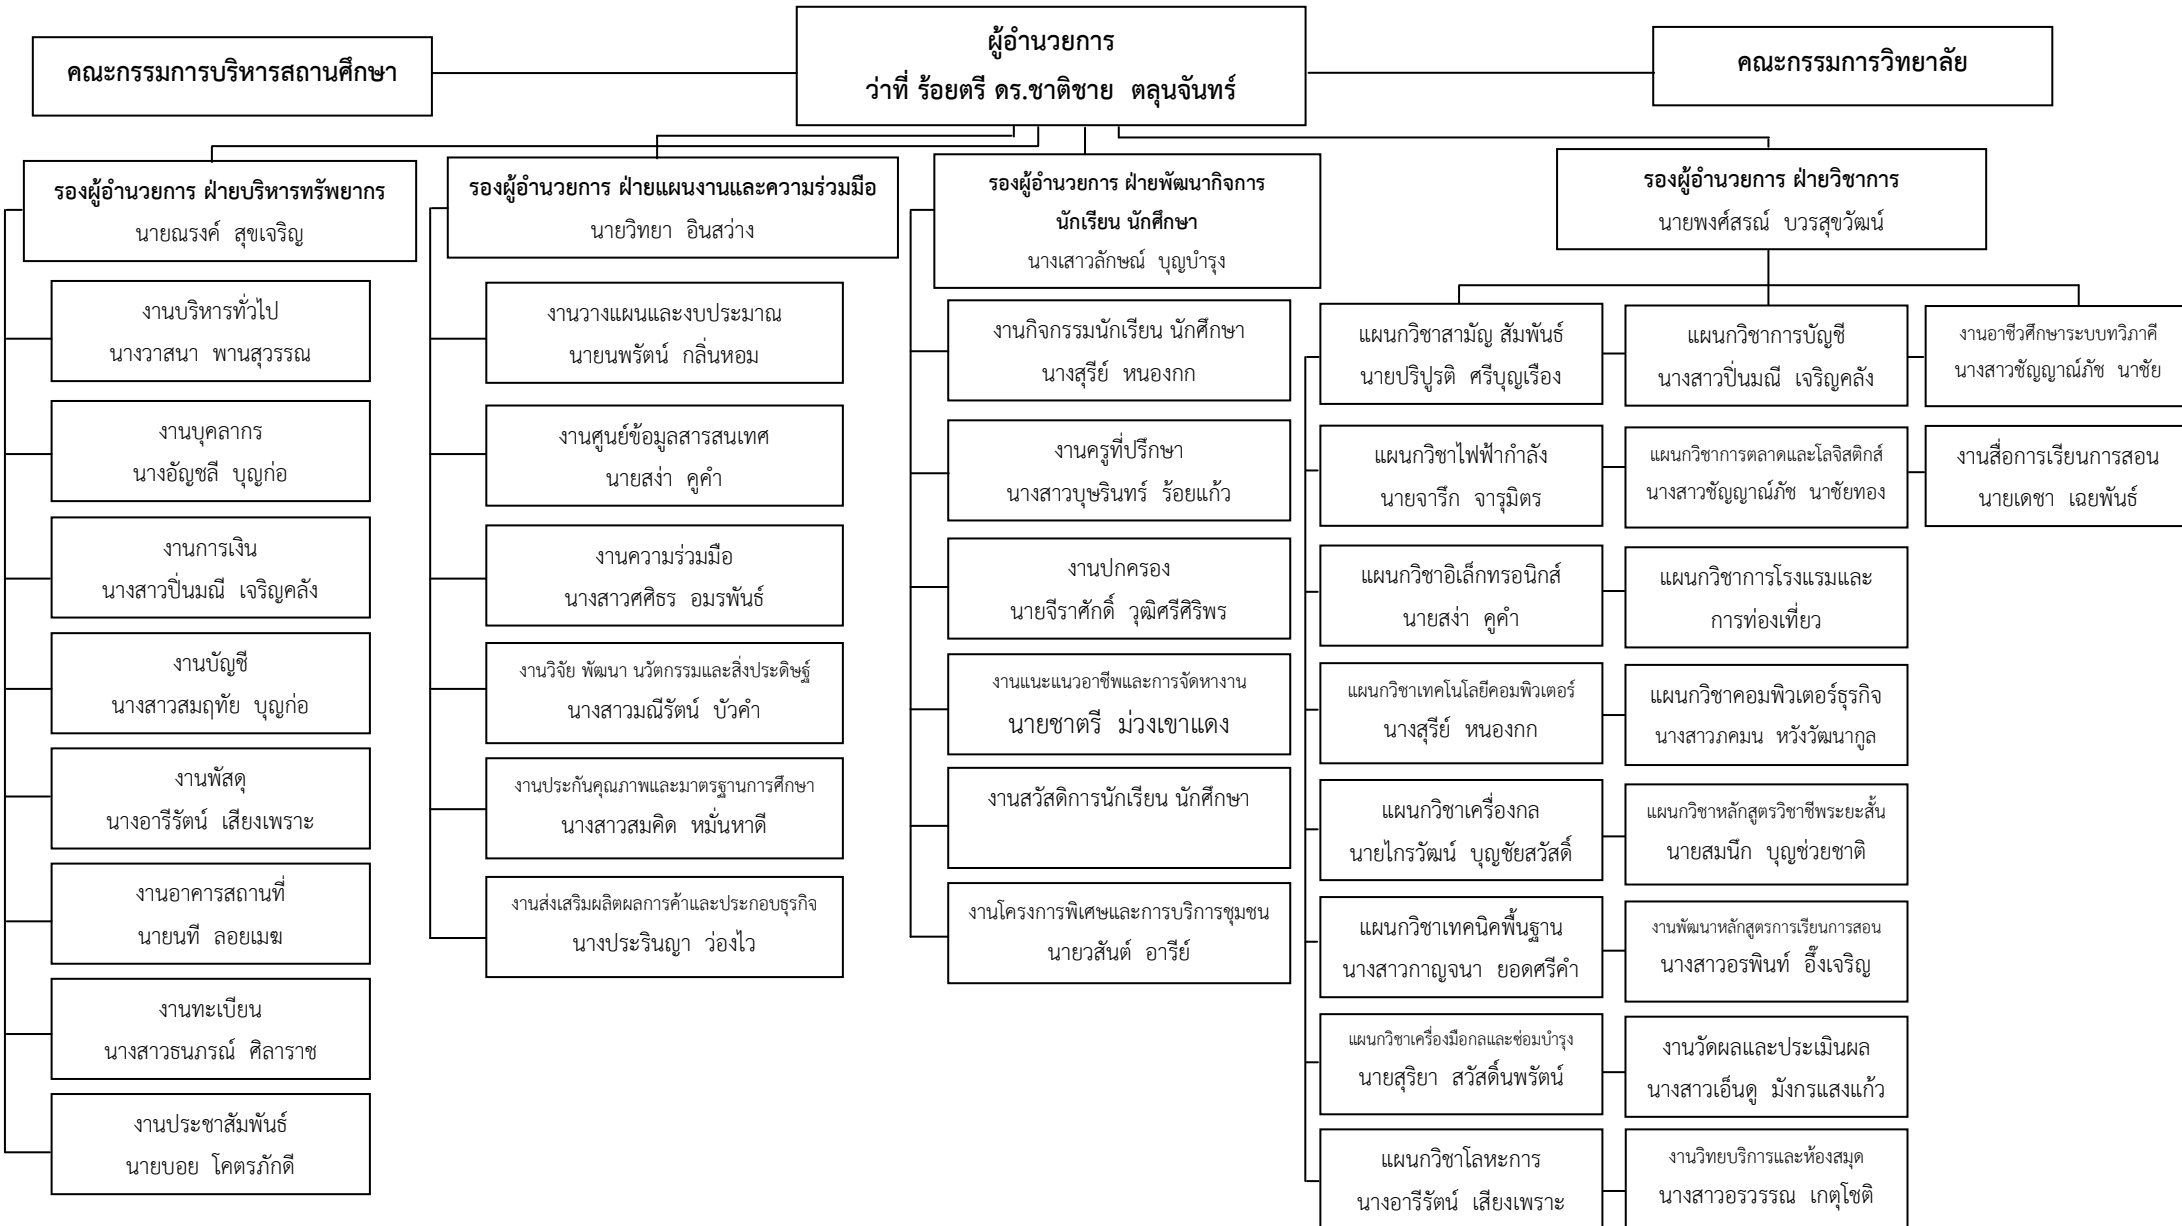 คณะกรรมการบริหารสถานศึกษา
ผู้อำนวยการ
ว่าที่ ร้อยตรี ดร.ชาติชาย ตลุนจันทร์
คณะกรรมการวิทยาลัย
รองผู้อำนวยการ ฝ่ายบริหารทรัพยากร
นายณรงค์ สุขเจริญ
งานบริหารทั่วไป
นางวาสนา พานสุวรรณ
งานบุคลากร
นางอัญชลี บุญก่อ
งานการเงิน
นางสาวปิ่นมณี เจริญคลัง
งานบัญชี
นางสาวสมฤทัย บุญก่อ
งานพัสดุ
นางอารีรัตน์ เสียงเพราะ
งานอาคารสถานที่
นายนที ลอยเมฆ
งานทะเบียน
นางสาวธนภรณ์ ศิลาราช
งานประชาสัมพันธ์
นายบอย โคตรภักดี
รองผู้อำนวยการ ฝ่ายแผนงานและความร่วมมือ
นายวิทยา อินสว่าง
งานวางแผนและงบประมาณ
นายนพรัตน์ กลิ่นหอม
งานศูนย์ข้อมูลสารสนเทศ
นายสง่า คูคำ
งานความร่วมมือ
นางสาวศศิธร อมรพันธ์
งานวิจัย พัฒนา นวัตกรรมและสิ่งประดิษฐ์
นางสาวมณีรัตน์ บัวคำ
งานประกันคุณภาพและมาตรฐานการศึกษา
นางสาวสมคิด หมั่นหาดี
งานส่งเสริมผลิตผลการค้าและประกอบธุรกิจ
นางประรินญา ว่องไว
รองผู้อำนวยการ ฝ่ายพัฒนากิจการ
นักเรียน นักศึกษา
นางเสาวลักษณ์ บุญบำรุง
งานกิจกรรมนักเรียน นักศึกษา
นางสุรีย์ หนองกก
งานครูที่ปรึกษา
นางสาวบุษรินทร์ ร้อยแก้ว
งานปกครอง
นายจีราศักดิ์ วุฒิศรีศิริพร
งานแนะแนวอาชีพและการจัดหางาน
นายชาตรี ม่วงเขาแดง
งานสวัสดิการนักเรียน นักศึกษา
งานโครงการพิเศษและการบริการชุมชน
นายวสันต์ อารีย์
รองผู้อำนวยการ ฝ่ายวิชาการ
นายพงศ์สรณ์ บวรสุขวัฒน์
แผนกวิชาสามัญ สัมพันธ์
นายปริปูรติ ศรีบุญเรือง
แผนกวิชาไฟฟ้ากำลัง
นายจารึก จารุมิตร
แผนกวิชาอิเล็กทรอนิกส์
นายสง่า คูคำ
แผนกวิชาเทคโนโลยีคอมพิวเตอร์
นางสุรีย์ หนองกก
แผนกวิชาเครื่องกล
นายไกรวัฒน์ บุญชัยสวัสดิ์
แผนกวิชาเทคนิคพื้นฐาน
นางสาวกาญจนา ยอดศรีคำ
แผนกวิชาเครื่องมือกลและซ่อมบำรุง
นายสุริยา สวัสดิ์นพรัตน์
แผนกวิชาโลหะการ
นางอารีรัตน์ เสียงเพราะ
แผนกวิชาการบัญชี
นางสาวปิ่นมณี เจริญคลัง
แผนกวิชาการตลาดและโลจิสติกส์
นางสาวชัญญาณ์ภัช นาชัยทอง
แผนกวิชาการโรงแรมและ
การท่องเที่ยว
แผนกวิชาคอมพิวเตอร์ธุรกิจ
นางสาวภคมน หวังวัฒนากูล
แผนกวิชาหลักสูตรวิชาชีพระยะสั้น
นายสมนึก บุญช่วยชาติ
งานพัฒนาหลักสูตรการเรียนการสอน
นางสาวอรพินท์ อึ๊งเจริญ
งานวัดผลและประเมินผล
นางสาวเอ็นดู มังกรแสงแก้ว
งานวิทยบริการและห้องสมุด
นางสาวอรวรรณ เกตุโชติ
งานอาชีวศึกษาระบบทวิภาคี
นางสาวชัญญาณ์ภัช นาชัย
งานสื่อการเรียนการสอน
นายเดชา เฉยพันธ์